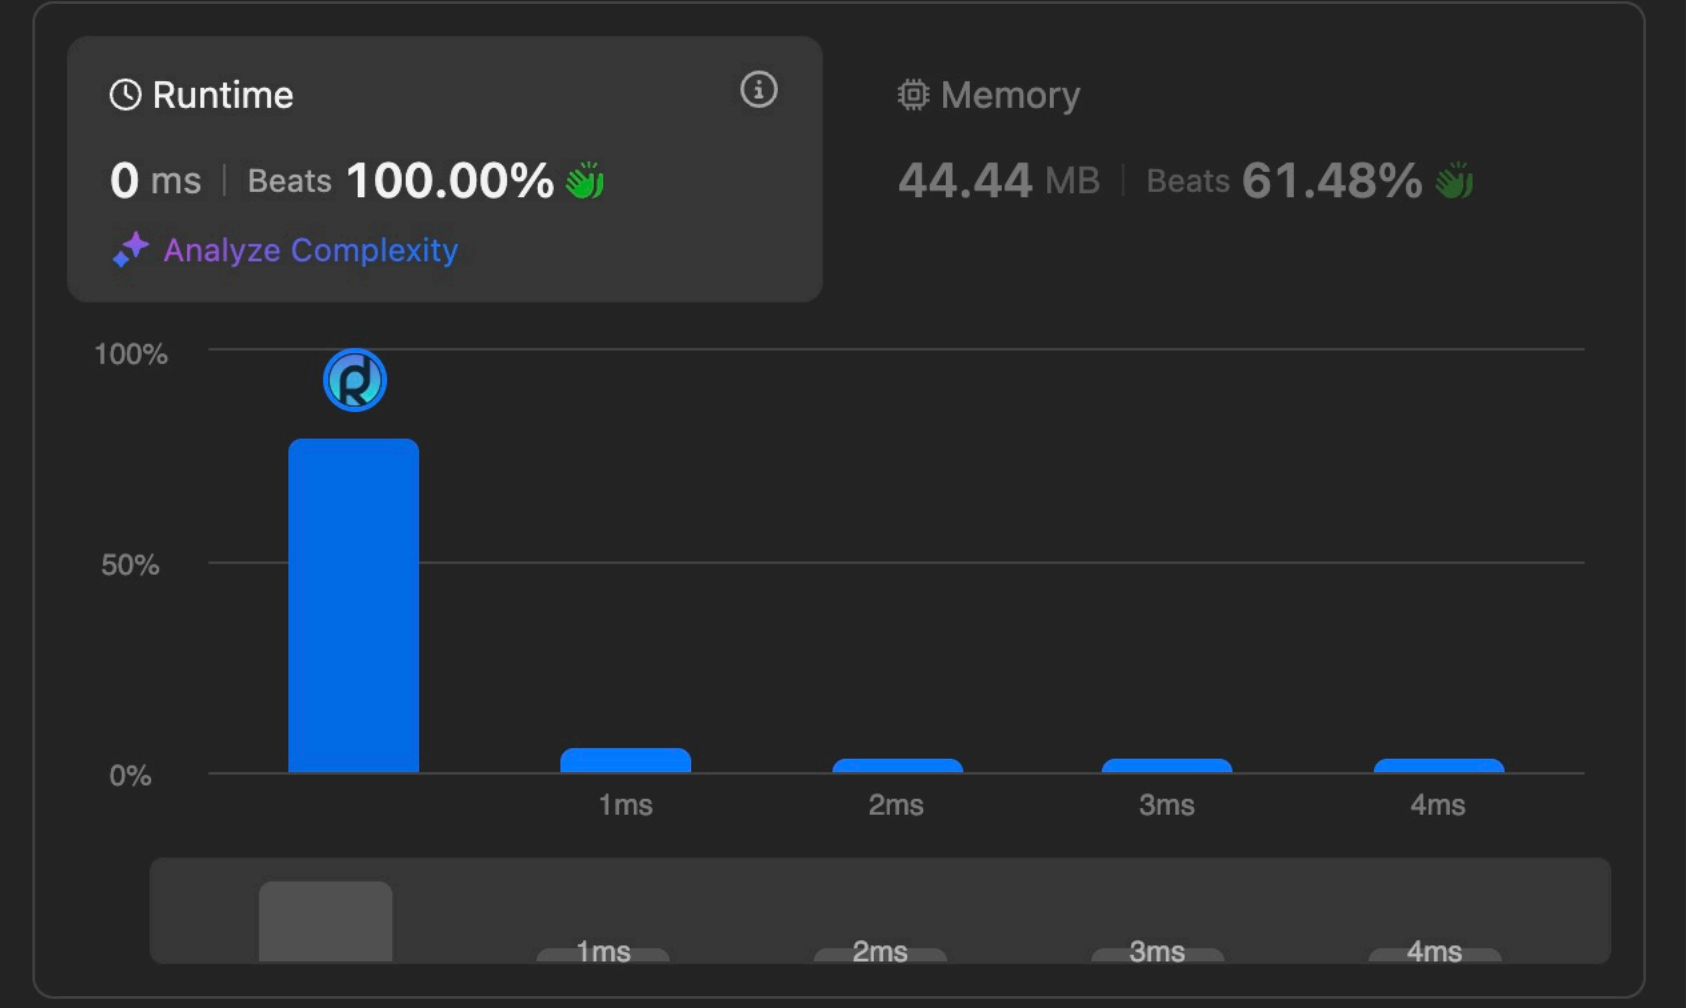 Runtime
0 ms | Beats 100.00%
Analyze Complexity
Memory
44.44 MB | Beats 61.48%
100%
50%
0%
1ms 2ms 3ms 4ms
1ms 2ms 3ms 4ms